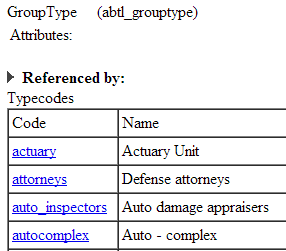 GroupType (abtl_grouptype)
Attributes:
Referenced by:
Typecodes
Code Name
actuary Actuary Unit
attorneys Defense attorneys
auto_inspectors Auto damage appraisers
autocomplex Auto - complex